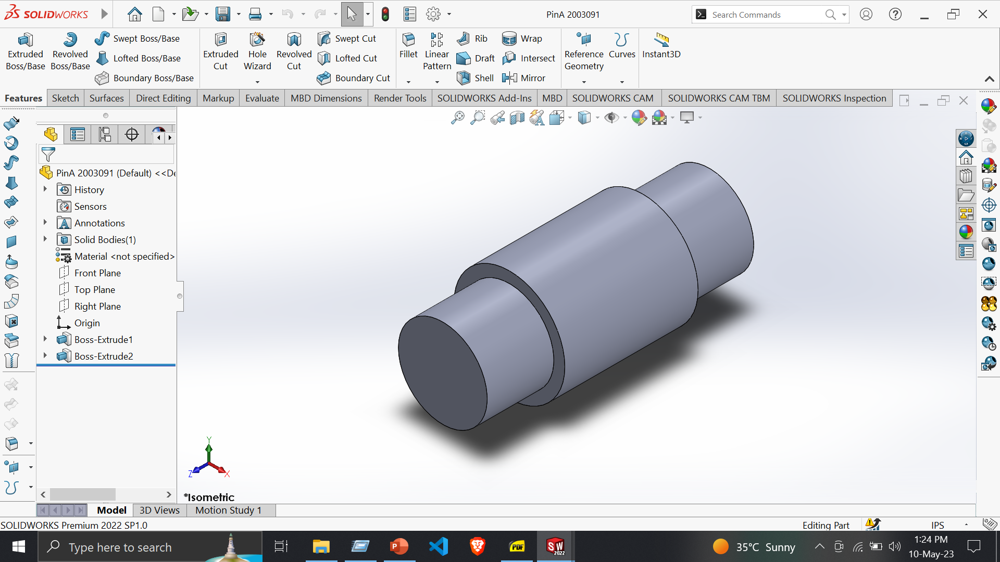 SOLIDWORKS
PinA 2003091
Search Commands
Extruded Boss/Base
Revolved Boss/Base
Swept Boss/Base
Lofted Boss/Base
Boundary Boss/Base
Extruded Cut
Hole Wizard
Revolved Cut
Swept Cut
Lofted Cut
Boundary Cut
Fillet
Linear Pattern
Rib
Draft
Shell
Wrap
Intersect
Mirror
Reference Geometry
Curves
Instant3D
Features
Sketch
Surfaces
Direct Editing
Markup
Evaluate
MBD Dimensions
Render Tools
SOLIDWORKS Add-Ins
MBD
SOLIDWORKS CAM
SOLIDWORKS CAM TBM
SOLIDWORKS Inspection
PinA 2003091 (Default) <<De
History
Sensors
Annotations
Solid Bodies(1)
Material <not specified>
Front Plane
Top Plane
Right Plane
Origin
Boss-Extrude1
Boss-Extrude2
Y
Z
X
*Isometric
Model
3D Views
Motion Study 1
SOLIDWORKS Premium 2022 SP1.0
Editing Part
IPS
Type here to search
PDF
SW
2022
35°C Sunny
1:24 PM
10-May-23